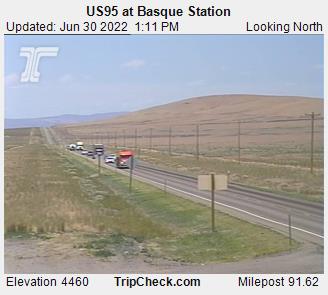 US95 at Basque Station
Updated: Jun 30 2022 1:11 PM Looking North
Elevation 4460 TripCheck.com Milepost 91.62